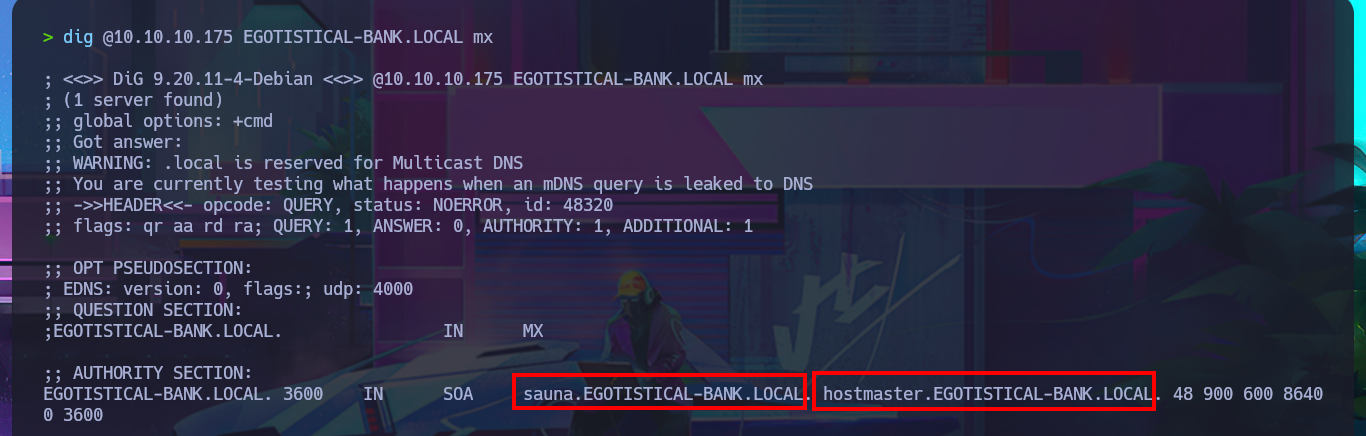 > dig @10.10.10.175 EGOTISTICAL-BANK.LOCAL mx
; <<>> DiG 9.20.11-4-Debian <<>> @10.10.10.175 EGOTISTICAL-BANK.LOCAL mx
; (1 server found)
;; global options: +cmd
;; Got answer:
;; WARNING: .local is reserved for Multicast DNS
;; You are currently testing what happens when an mDNS query is leaked to DNS
;; ->>HEADER<<- opcode: QUERY, status: NOERROR, id: 48320
;; flags: qr aa rd ra; QUERY: 1, ANSWER: 0, AUTHORITY: 1, ADDITIONAL: 1
;; OPT PSEUDOSECTION:
; EDNS: version: 0, flags:; udp: 4000
;; QUESTION SECTION:
;EGOTISTICAL-BANK.LOCAL. IN MX
;; AUTHORITY SECTION:
EGOTISTICAL-BANK.LOCAL. 3600 IN SOA sauna.EGOTISTICAL-BANK.LOCAL. hostmaster.EGOTISTICAL-BANK.LOCAL. 48 900 600 8640
0 3600